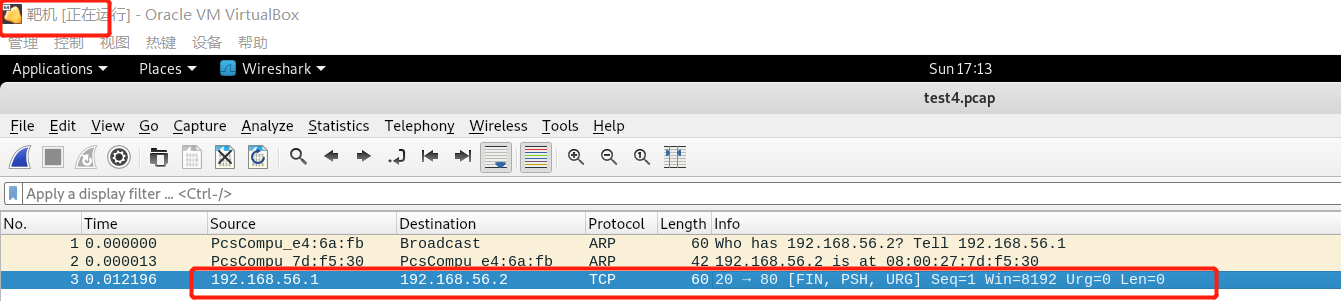 靶机 [正在运行] - Oracle VM VirtualBox
管理 控制 视图 热键 设备 帮助
Applications Places Wireshark Sun 17:13
test4.pcap
File Edit View Go Capture Analyze Statistics Telephony Wireless Tools Help
Apply a display filter ... <Ctrl-/>
No. Time Source Destination Protocol Length Info
1 0.000000 PcsCompu_e4:6a:fb Broadcast ARP 60 Who has 192.168.56.2? Tell 192.168.56.1
2 0.000013 PcsCompu_7d:f5:30 PcsCompu_e4:6a:fb ARP 42 192.168.56.2 is at 08:00:27:7d:f5:30
3 0.012196 192.168.56.1 192.168.56.2 TCP 60 20 → 80 [FIN, PSH, URG] Seq=1 Win=8192 Urg=0 Len=0